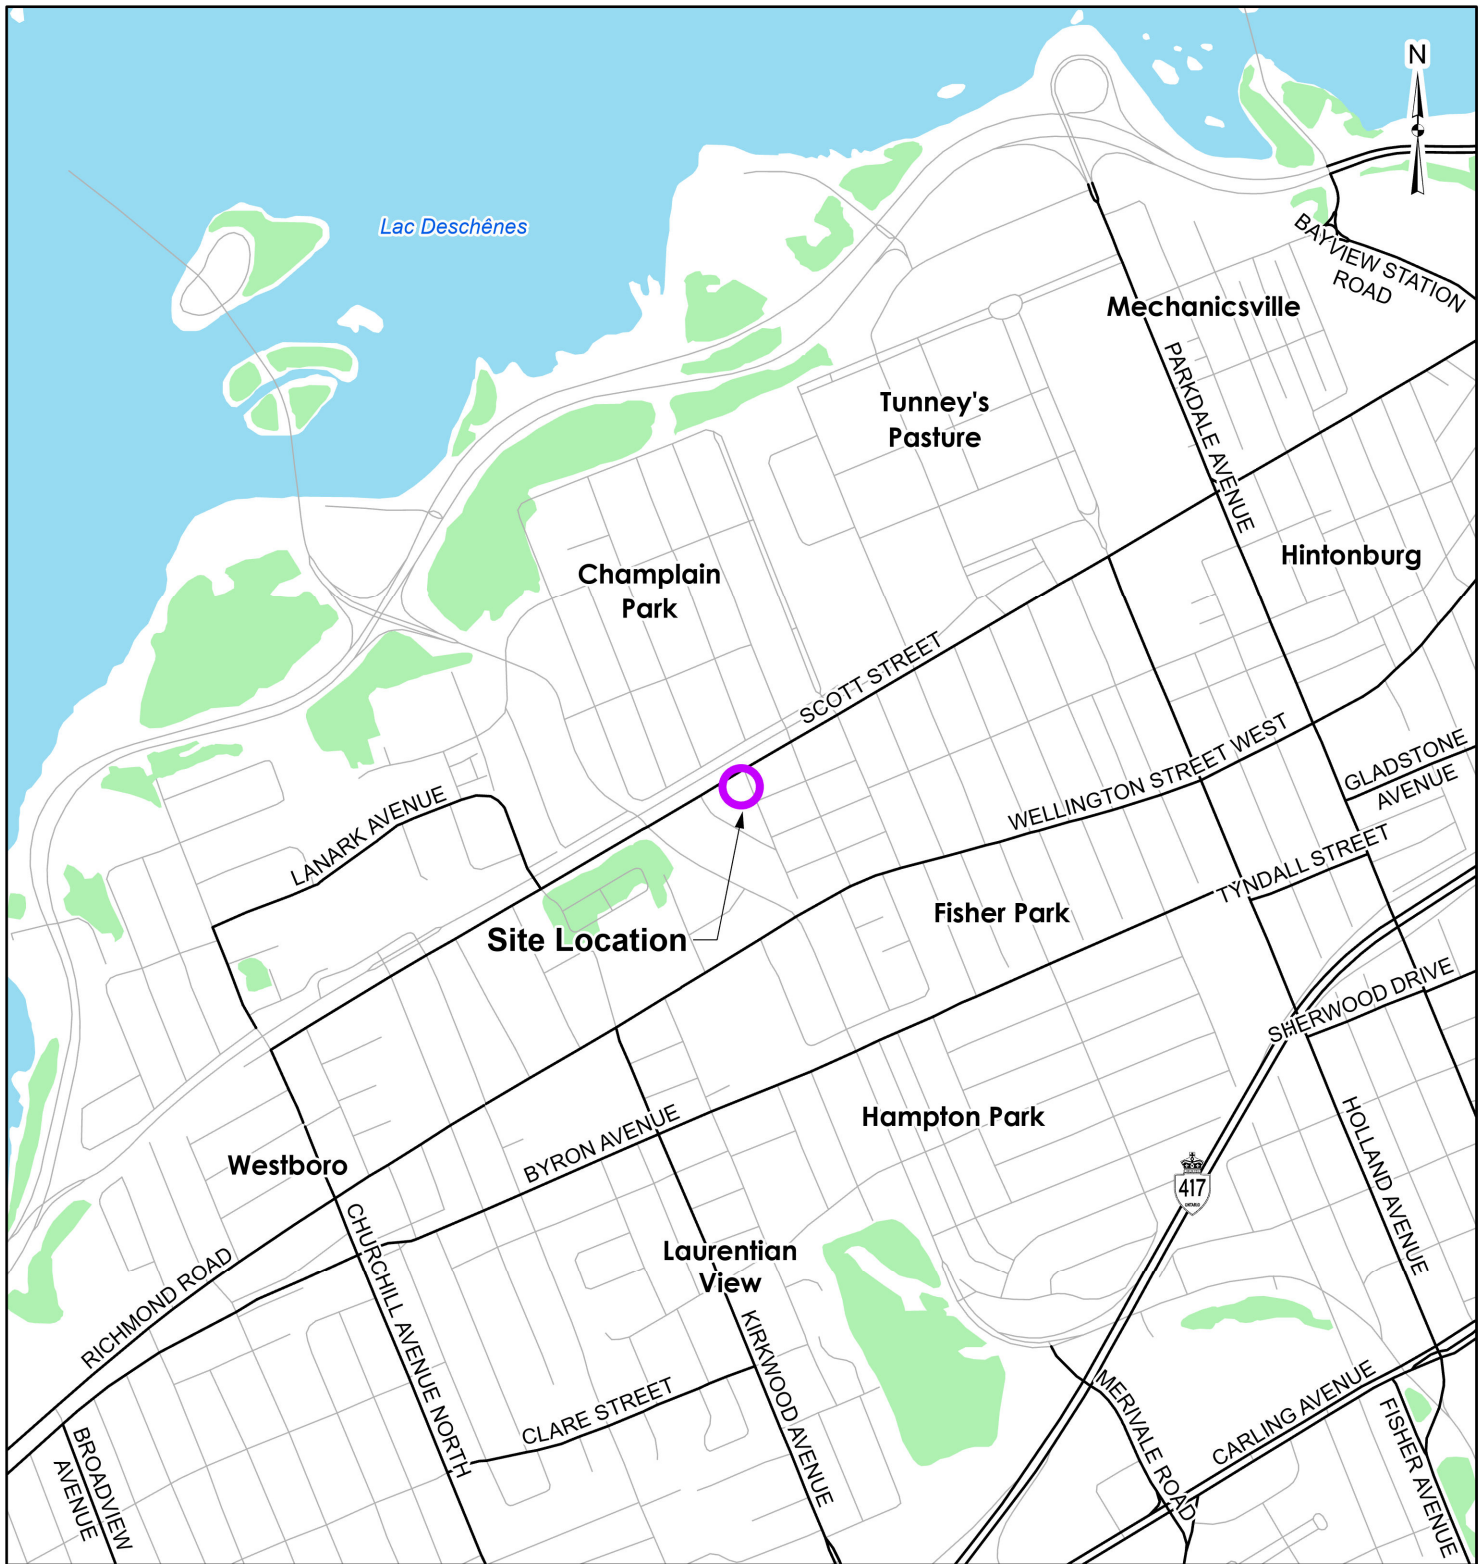 N
Lac Deschênes
BAYVIEW STATION
ROAD
Mechanicsville
PARKDALE AVENUE
Tunney's
Pasture
Hintonburg
Champlain
Park
SCOTT STREET
WELLINGTON STREET WEST
GLADSTONE
AVENUE
LANARK AVENUE
TYNDALL STREET
Fisher Park
Site Location
SHERWOOD DRIVE
Hampton Park
BYRON AVENUE
Westboro
HOLLAND AVENUE
417
ONTARIO
Laurentian
View
CHURCHILL AVENUE NORTH
RICHMOND ROAD
KIRKWOOD AVENUE
CLARE STREET
MERIVALE ROAD
CARLING AVENUE
FISHER AVENUE
BROADVIEW
AVENUE